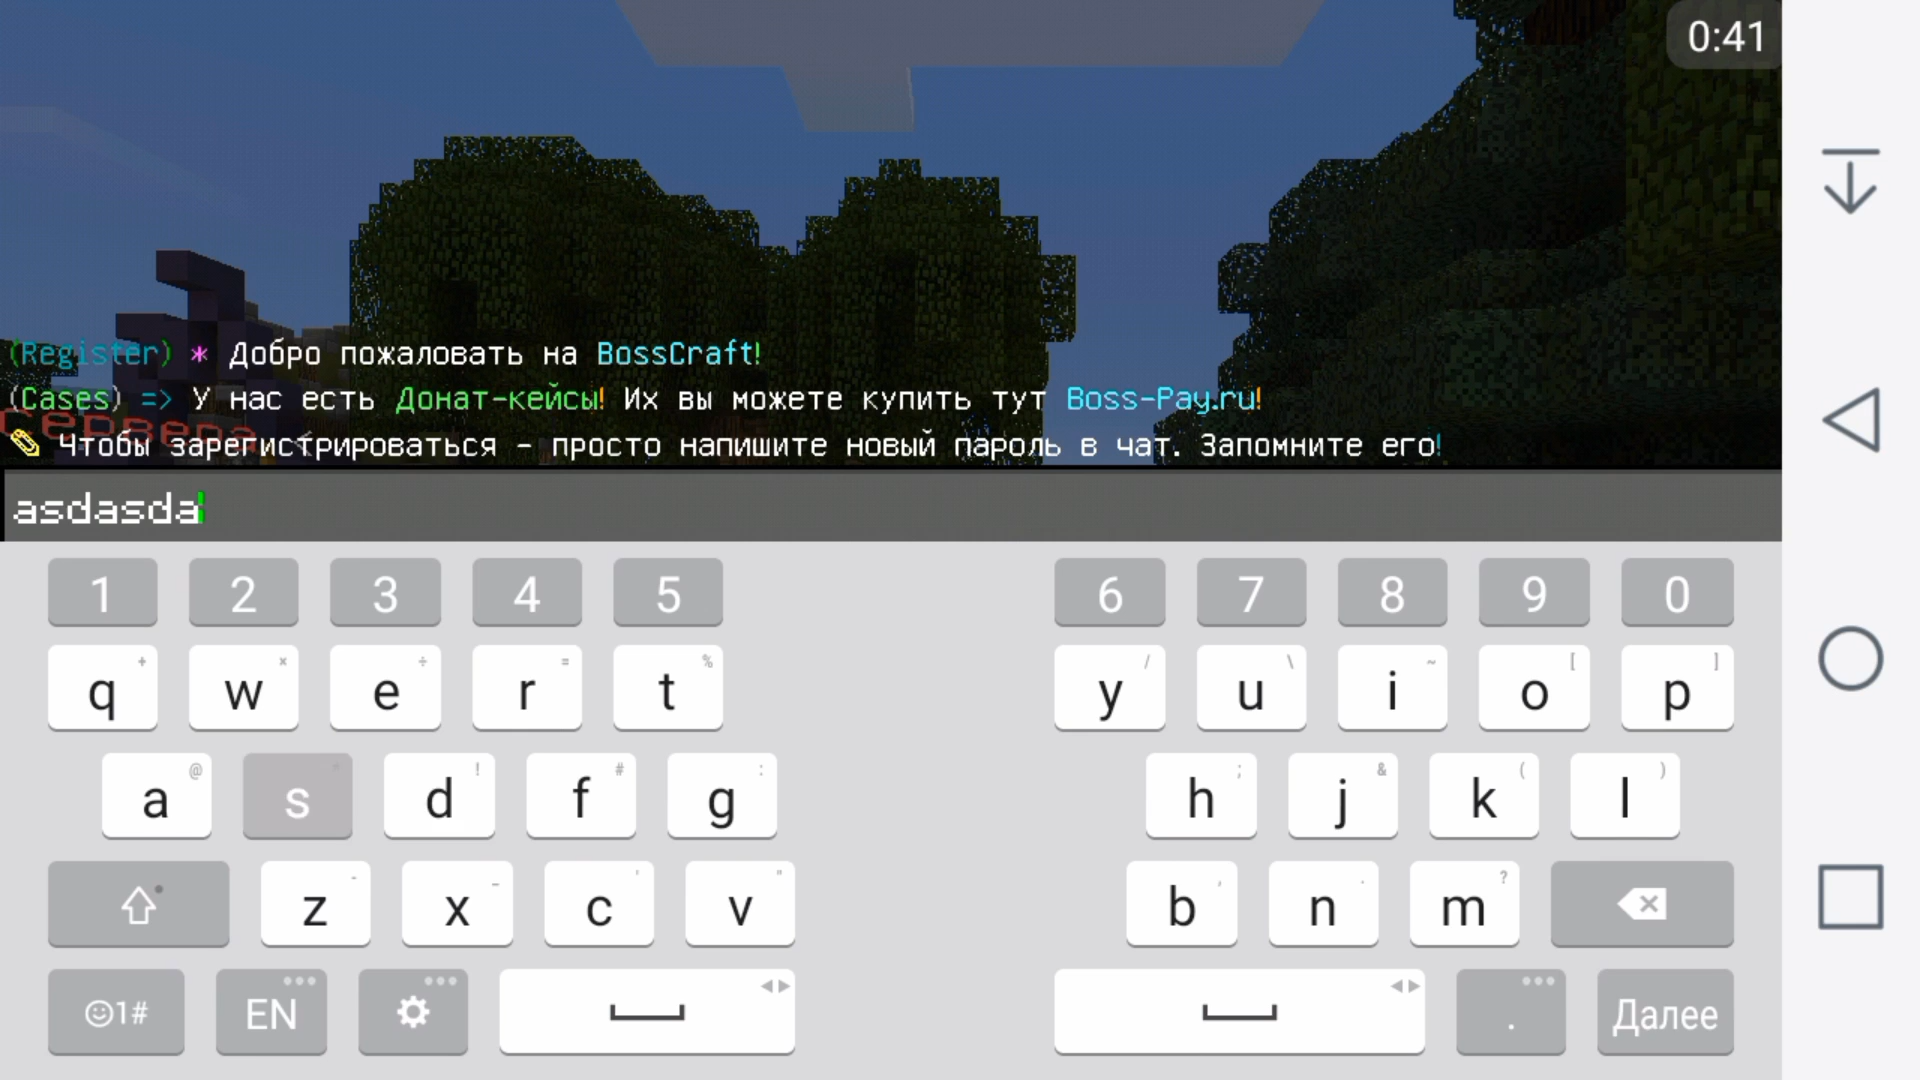 0:41
(Register) * Добро пожаловать на BossCraft!
(Cases) => У нас есть Донат-кейсы! Их вы можете купить тут Boss-Pay.ru!
Сервера
✏ Чтобы зарегистрироваться - просто напишите новый пароль в чат. Запомните его!
asdasda
1 2 3 4 5 6 7 8 9 0
q + w × e ÷ r = t % y / u \ i ~ o [ p ]
a @ s d ! f # g : h ; j & k ( l )
z - x _ c ' v " b , n . m ?
☺1# EN . Далее